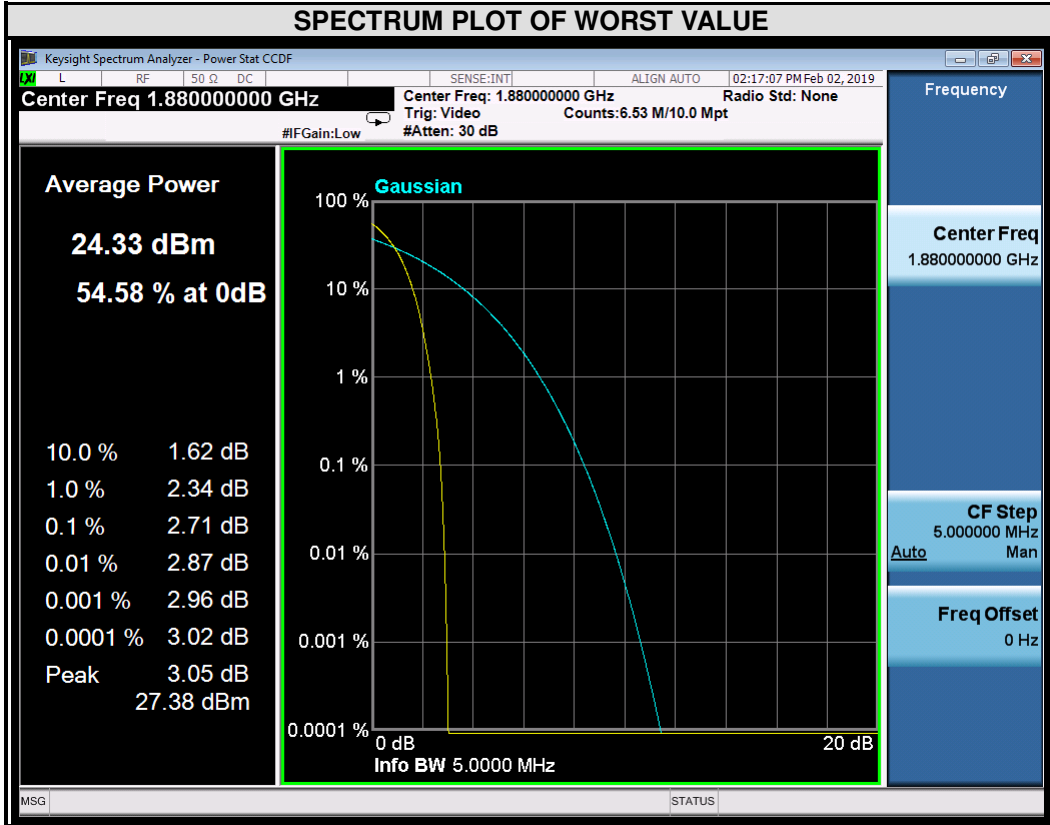 SPECTRUM PLOT OF WORST VALUE
Keysight Spectrum Analyzer - Power Stat CCDF
LXI L RF 50 Ω DC SENSE:INT ALIGN AUTO 02:17:07 PM Feb 02, 2019
Center Freq 1.880000000 GHz
#IFGain:Low
Center Freq: 1.880000000 GHz Radio Std: None
Trig: Video Counts:6.53 M/10.0 Mpt
#Atten: 30 dB
Average Power
24.33 dBm
54.58 % at 0dB
10.0 % 1.62 dB
1.0 % 2.34 dB
0.1 % 2.71 dB
0.01 % 2.87 dB
0.001 % 2.96 dB
0.0001 % 3.02 dB
Peak 3.05 dB
27.38 dBm
Gaussian
100 %
10 %
1 %
0.1 %
0.01 %
0.001 %
0.0001 %
0 dB 20 dB
Info BW 5.0000 MHz
Frequency
Center Freq
1.880000000 GHz
CF Step
5.000000 MHz
Auto Man
Freq Offset
0 Hz
MSG STATUS